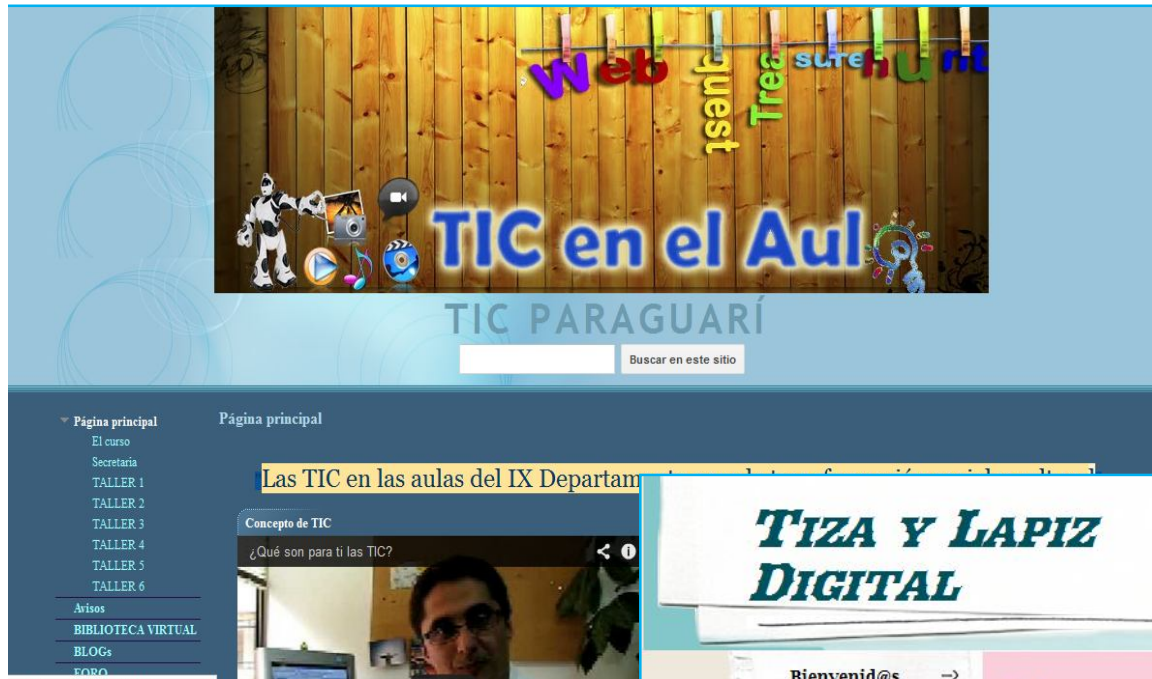 Web quest Treasure hunt
TIC en el Aul
TIC PARAGUARÍ
Buscar en este sitio
Página principal
El curso
Secretaría
TALLER 1
TALLER 2
TALLER 3
TALLER 4
TALLER 5
TALLER 6
Avisos
BIBLIOTECA VIRTUAL
BLOGs
FORO
Página principal
Las TIC en las aulas del IX Departam
Concepto de TIC
¿Qué son para ti las TIC?
TIZA Y LAPIZ
DIGITAL
Bienvenid@s